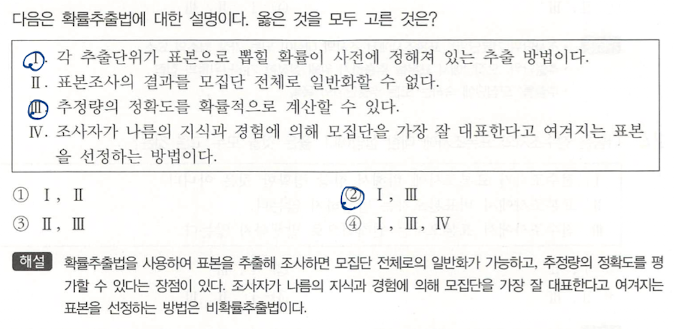 다음은 확률추출법에 대한 설명이다. 옳은 것을 모두 고른 것은?
Ⅰ. 각 추출단위가 표본으로 뽑힐 확률이 사전에 정해져 있는 추출 방법이다.
Ⅱ. 표본조사의 결과를 모집단 전체로 일반화할 수 없다.
Ⅲ. 추정량의 정확도를 확률적으로 계산할 수 있다.
Ⅳ. 조사자가 나름의 지식과 경험에 의해 모집단을 가장 잘 대표한다고 여겨지는 표본
을 선정하는 방법이다.
① Ⅰ, Ⅱ ② Ⅰ, Ⅲ
③ Ⅱ, Ⅲ ④ Ⅰ, Ⅲ, Ⅳ
해설 확률추출법을 사용하여 표본을 추출해 조사하면 모집단 전체로의 일반화가 가능하고, 추정량의 정확도를 평
가할 수 있다는 장점이 있다. 조사자가 나름의 지식과 경험에 의해 모집단을 가장 잘 대표한다고 여겨지는
표본을 선정하는 방법은 비확률추출법이다.